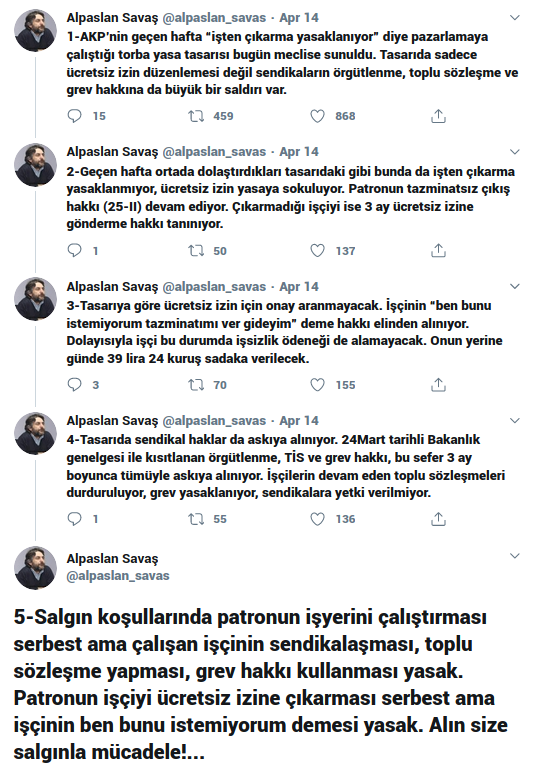 Alpaslan Savaş @alpaslan_savas · Apr 14
1-AKP'nin geçen hafta "işten çıkarma yasaklanıyor" diye pazarlamaya
çalıştığı torba yasa tasarısı bugün meclise sunuldu. Tasarıda sadece
ücretsiz izin düzenlemesi değil sendikaların örgütlenme, toplu sözleşme ve
grev hakkına da büyük bir saldırı var.
15 459 868
Alpaslan Savaş @alpaslan_savas · Apr 14
2-Geçen hafta ortada dolaştırdıkları tasarıdaki gibi bunda da işten çıkarma
yasaklanmıyor, ücretsiz izin yasaya sokuluyor. Patronun tazminatsız çıkış
hakkı (25-II) devam ediyor. Çıkarmadığı işçiyi ise 3 ay ücretsiz izine
gönderme hakkı tanınıyor.
1 50 137
Alpaslan Savaş @alpaslan_savas · Apr 14
3-Tasarıya göre ücretsiz izin için onay aranmayacak. İşçinin "ben bunu
istemiyorum tazminatımı ver gideyim" deme hakkı elinden alınıyor.
Dolayısıyla işçi bu durumda işsizlik ödeneği de alamayacak. Onun yerine
günde 39 lira 24 kuruş sadaka verilecek.
3 70 155
Alpaslan Savaş @alpaslan_savas · Apr 14
4-Tasarıda sendikal haklar da askıya alınıyor. 24Mart tarihli Bakanlık
genelgesi ile kısıtlanan örgütlenme, TİS ve grev hakkı, bu sefer 3 ay
boyunca tümüyle askıya alınıyor. İşçilerin devam eden toplu sözleşmeleri
durduruluyor, grev yasaklanıyor, sendikalara yetki verilmiyor.
1 55 136
Alpaslan Savaş
@alpaslan_savas
5-Salgın koşullarında patronun işyerini çalıştırması
serbest ama çalışan işçinin sendikalaşması, toplu
sözleşme yapması, grev hakkı kullanması yasak.
Patronun işçiyi ücretsiz izine çıkarması serbest ama
işçinin ben bunu istemiyorum demesi yasak. Alın size
salgınla mücadele!...